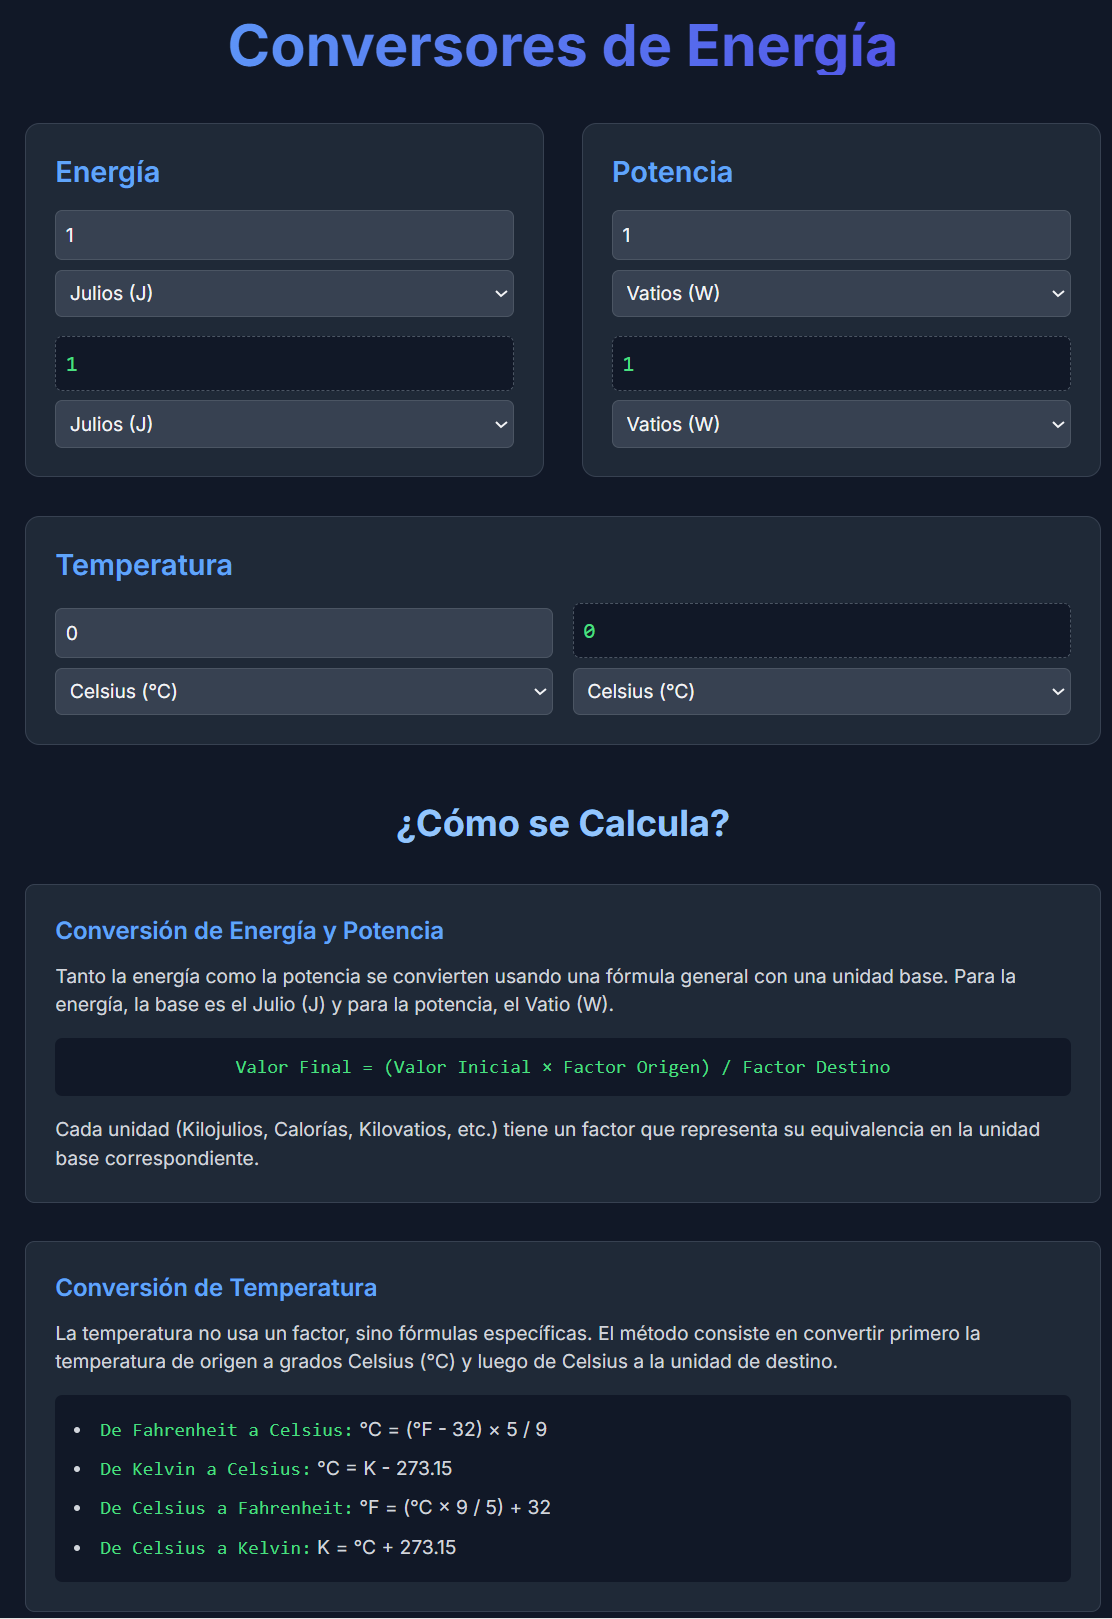 Conversores de Energía
Energía
1
Julios (J)
1
Julios (J)
Potencia
1
Vatios (W)
1
Vatios (W)
Temperatura
0
Celsius (°C)
0
Celsius (°C)
¿Cómo se Calcula?
Conversión de Energía y Potencia
Tanto la energía como la potencia se convierten usando una fórmula general con una unidad base. Para la
energía, la base es el Julio (J) y para la potencia, el Vatio (W).
Valor Final = (Valor Inicial × Factor Origen) / Factor Destino
Cada unidad (Kilojulios, Calorías, Kilovatios, etc.) tiene un factor que representa su equivalencia en la unidad
base correspondiente.
Conversión de Temperatura
La temperatura no usa un factor, sino fórmulas específicas. El método consiste en convertir primero la
temperatura de origen a grados Celsius (°C) y luego de Celsius a la unidad de destino.
• De Fahrenheit a Celsius: °C = (°F - 32) × 5 / 9
• De Kelvin a Celsius: °C = K - 273.15
• De Celsius a Fahrenheit: °F = (°C × 9 / 5) + 32
• De Celsius a Kelvin: K = °C + 273.15